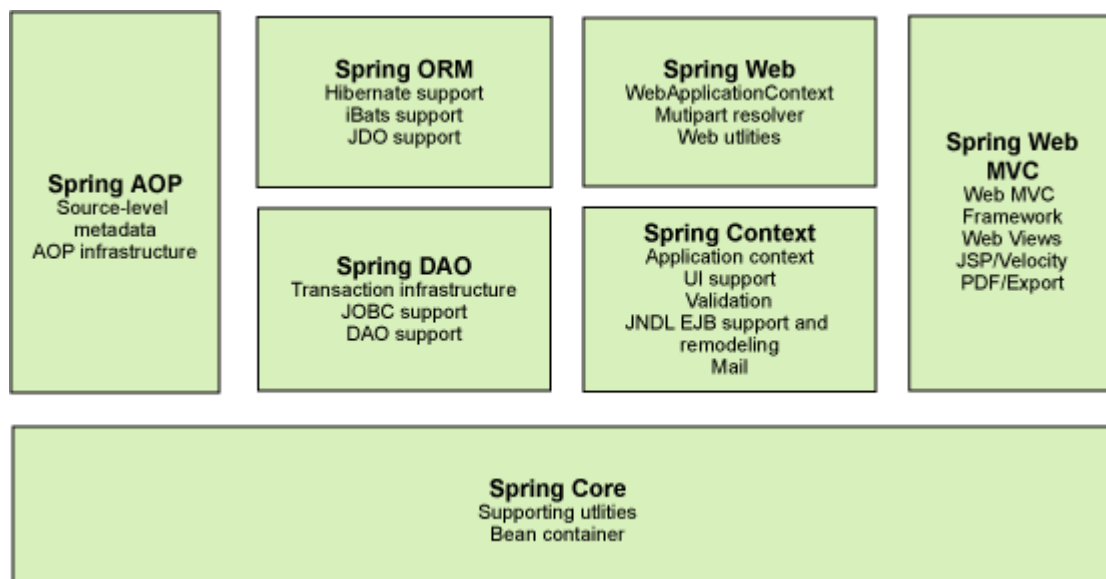 Spring AOP
Source-level
metadata
AOP infrastructure
Spring ORM
Hibernate support
iBats support
JDO support
Spring DAO
Transaction infrastructure
JOBC support
DAO support
Spring Web
WebApplicationContext
Mutipart resolver
Web utlities
Spring Context
Application context
UI support
Validation
JNDL EJB support and
remodeling
Mail
Spring Web
MVC
Web MVC
Framework
Web Views
JSP/Velocity
PDF/Export
Spring Core
Supporting utlities
Bean container